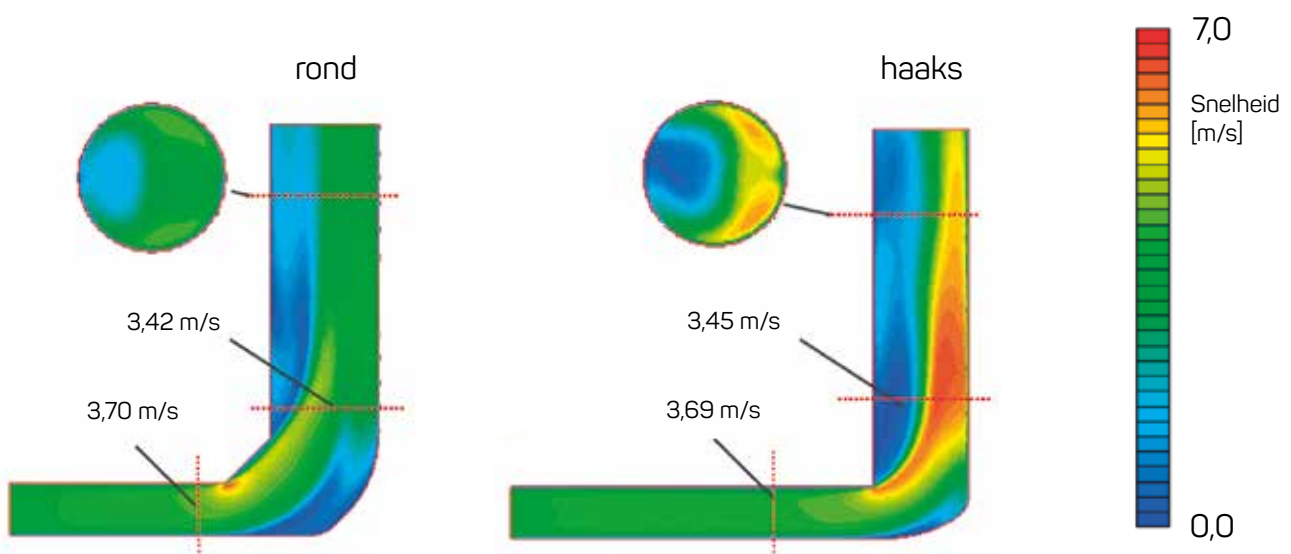 rond
3,42 m/s
3,70 m/s
haaks
3,45 m/s
3,69 m/s
7,0
Snelheid
[m/s]
0,0